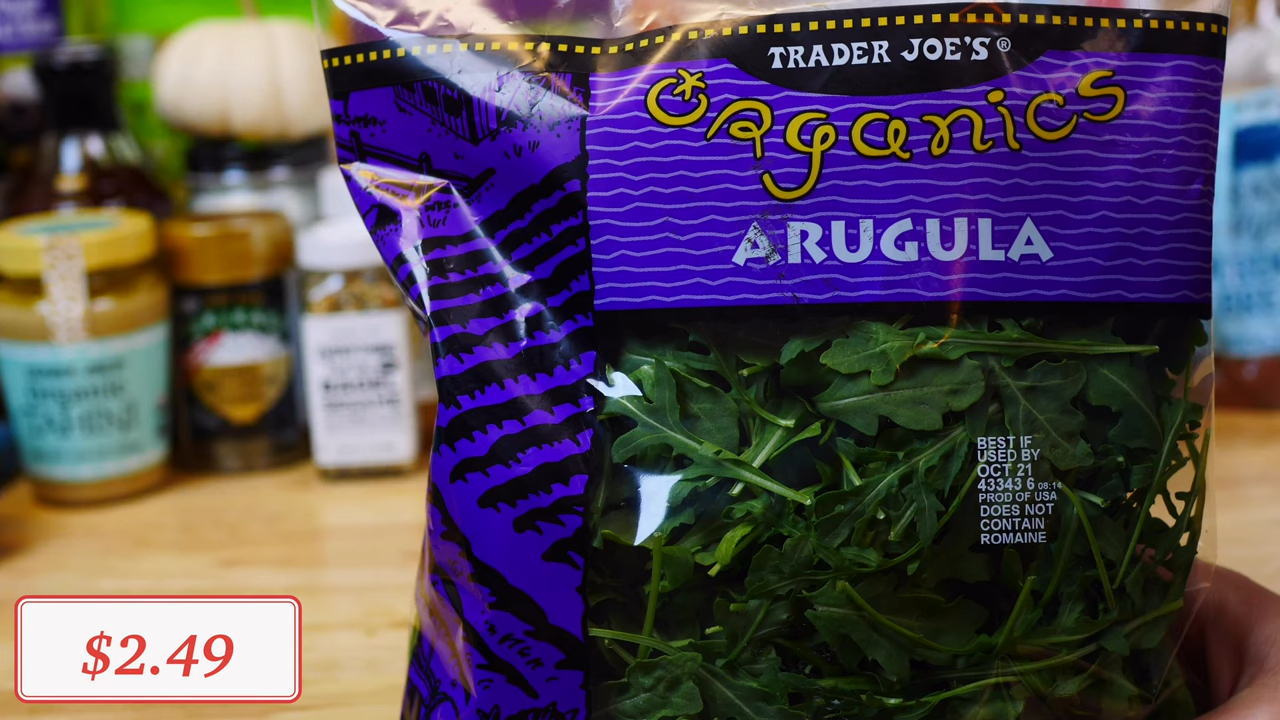 TRADER JOE'S®
Organics
ARUGULA
BEST IF
USED BY
OCT 21
43343 6 08:14
PROD OF USA
DOES NOT
CONTAIN
ROMAINE
Organic
$2.49